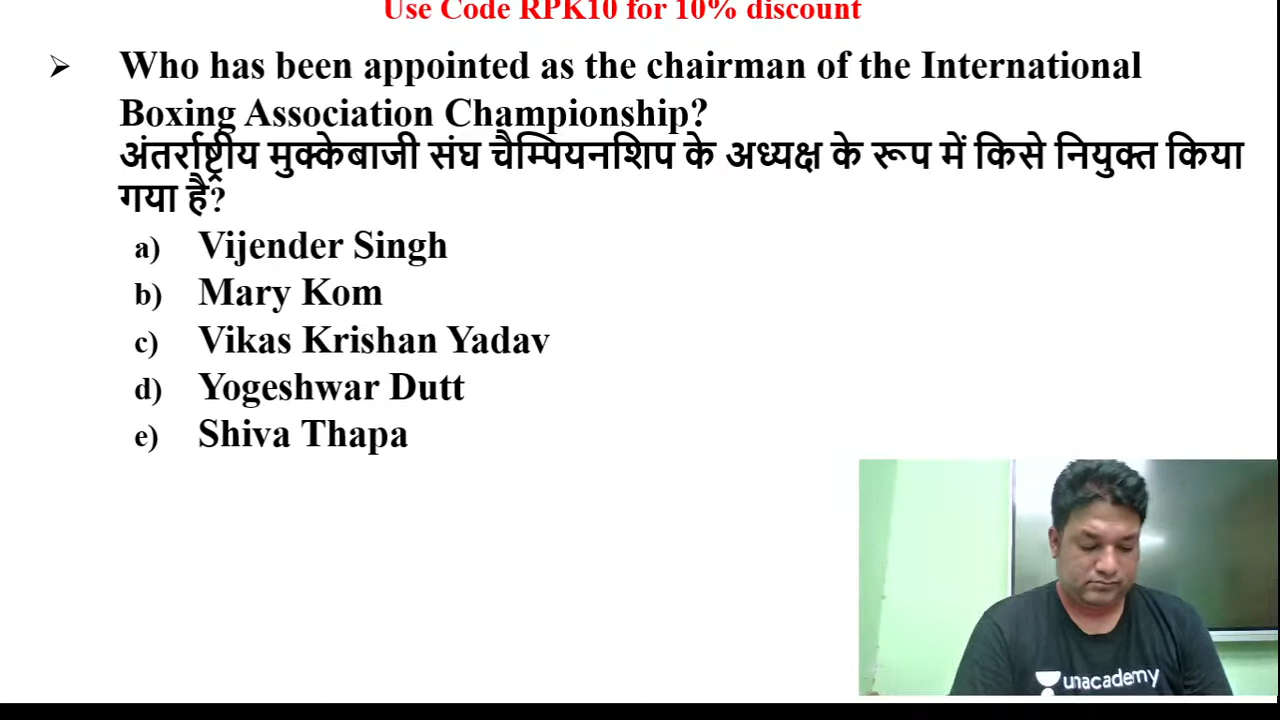 Use Code RPK10 for 10% discount
➢ Who has been appointed as the chairman of the International
Boxing Association Championship?
अंतर्राष्ट्रीय मुक्केबाजी संघ चैम्पियनशिप के अध्यक्ष के रूप में किसे नियुक्त किया
गया है?
a) Vijender Singh
b) Mary Kom
c) Vikas Krishan Yadav
d) Yogeshwar Dutt
e) Shiva Thapa
unacademy